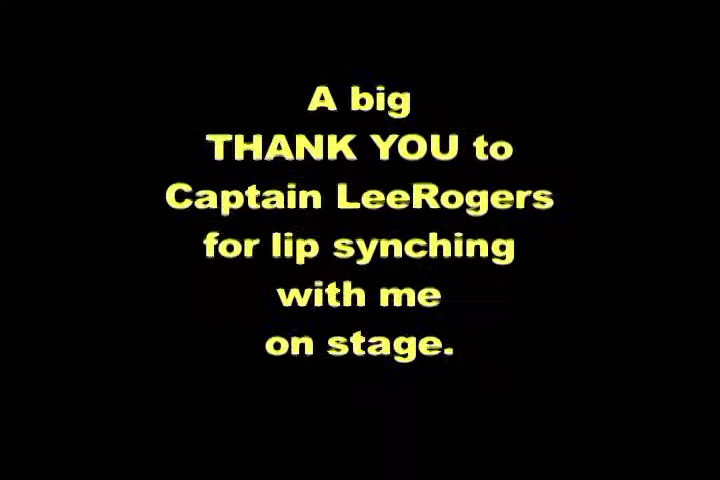 A big
THANK YOU to
Captain LeeRogers
for lip synching
with me
on stage.